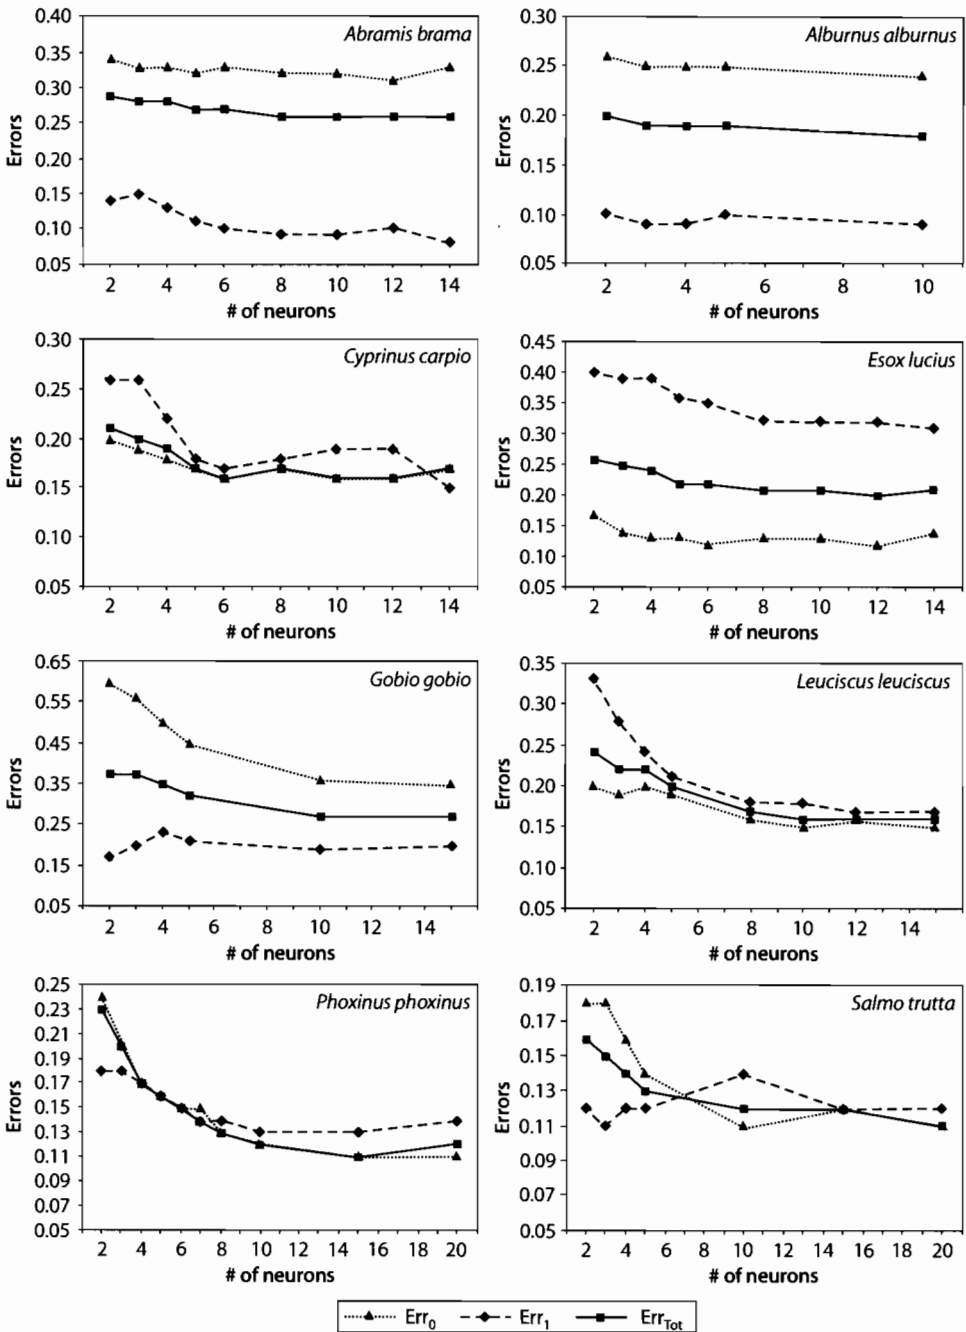 Abramis brama
Errors
0.40
0.35
0.30
0.25
0.20
0.15
0.10
0.05
2 4 6 8 10 12 14
# of neurons
Alburnus alburnus
Errors
0.30
0.25
0.20
0.15
0.10
0.05
2 4 6 8 10
# of neurons
Cyprinus carpio
Errors
0.30
0.25
0.20
0.15
0.05
2 4 6 8 10 12 14
# of neurons
Esox lucius
Errors
0.45
0.40
0.35
0.30
0.25
0.20
0.15
0.10
0.05
2 4 6 8 10 12 14
# of neurons
Gobio gobio
Errors
0.65
0.55
0.45
0.35
0.25
0.15
0.05
2 4 6 8 10 12 14
# of neurons
Leuciscus leuciscus
Errors
0.35
0.30
0.25
0.20
0.15
0.10
0.05
2 4 6 8 10 12 14
# of neurons
Phoxinus phoxinus
Errors
0.25
0.23
0.21
0.19
0.17
0.15
0.13
0.11
0.09
0.07
0.05
2 4 6 8 10 12 14 16 18 20
# of neurons
Salmo trutta
Errors
0.19
0.17
0.15
0.13
0.11
0.09
0.07
0.05
2 4 6 8 10 12 14 16 18 20
# of neurons
Err0 Err1 ErrTot